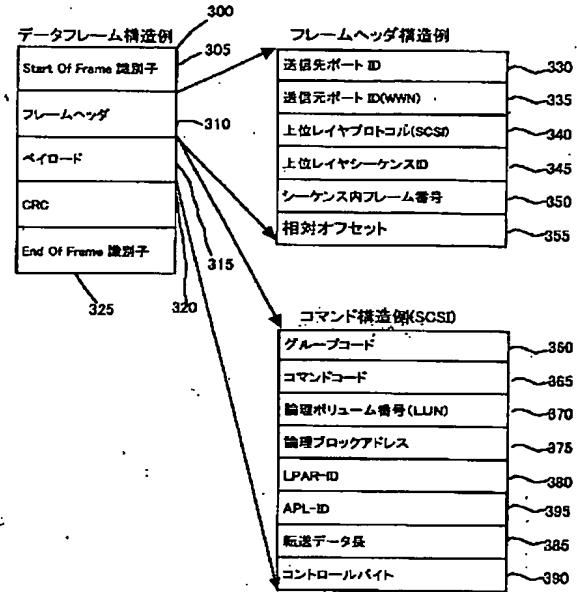 300
データフレーム構造例
305
Start Of Frame 識別子
フレームヘッダ
310
ペイロード
CRC
End Of Frame 識別子
315
320
325
フレームヘッダ構造例
送信先ポート ID
330
送信元ポート ID(WWN)
335
上位レイヤプロトコル(SCSI)
340
上位レイヤシーケンスID
345
シーケンス内フレーム番号
350
相対オフセット
355
コマンド構造例(SCSI)
グループコード
360
コマンドコード
365
論理ボリューム番号(LUN)
370
論理ブロックアドレス
375
LPAR-ID
380
APL-ID
395
転送データ長
385
コントロールバイト
390